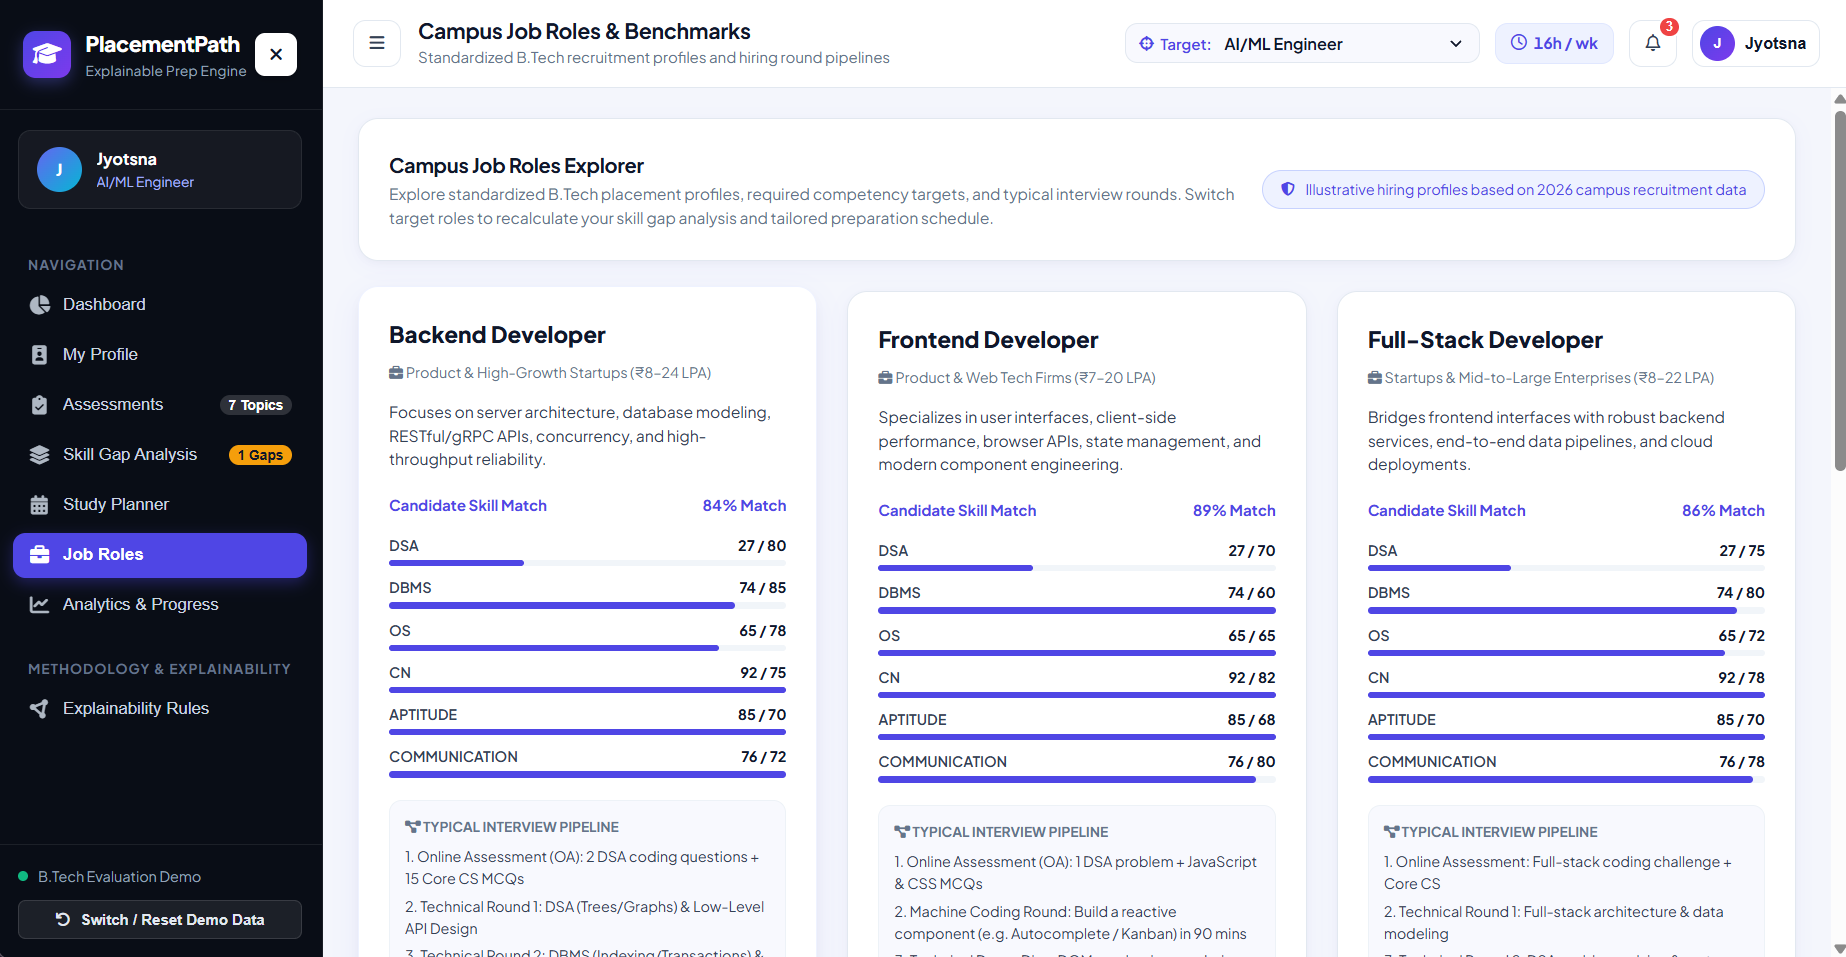 PlacementPath
Explainable Prep Engine
J
Jyotsna
AI/ML Engineer
NAVIGATION
Dashboard
My Profile
Assessments
7 Topics
Skill Gap Analysis
1 Gaps
Study Planner
Job Roles
Analytics & Progress
METHODOLOGY & EXPLAINABILITY
Explainability Rules
B.Tech Evaluation Demo
Switch / Reset Demo Data
Campus Job Roles & Benchmarks
Standardized B.Tech recruitment profiles and hiring round pipelines
Target: AI/ML Engineer
16h / wk
3
J
Jyotsna
Campus Job Roles Explorer
Explore standardized B.Tech placement profiles, required competency targets, and typical interview rounds. Switch
target roles to recalculate your skill gap analysis and tailored preparation schedule.
Illustrative hiring profiles based on 2026 campus recruitment data
Backend Developer
Product & High-Growth Startups (₹8–24 LPA)
Focuses on server architecture, database modeling,
RESTful/gRPC APIs, concurrency, and high-
throughput reliability.
Candidate Skill Match 84% Match
DSA 27 / 80
DBMS 74 / 85
OS 65 / 78
CN 92 / 75
APTITUDE 85 / 70
COMMUNICATION 76 / 72
TYPICAL INTERVIEW PIPELINE
1. Online Assessment (OA): 2 DSA coding questions +
15 Core CS MCQs
2. Technical Round 1: DSA (Trees/Graphs) & Low-Level
API Design
3. Technical Round 2: DBMS (Indexing/Transactions) &
Frontend Developer
Product & Web Tech Firms (₹7–20 LPA)
Specializes in user interfaces, client-side
performance, browser APIs, state management, and
modern component engineering.
Candidate Skill Match 89% Match
DSA 27 / 70
DBMS 74 / 60
OS 65 / 65
CN 92 / 82
APTITUDE 85 / 68
COMMUNICATION 76 / 80
TYPICAL INTERVIEW PIPELINE
1. Online Assessment (OA): 1 DSA problem + JavaScript
& CSS MCQs
2. Machine Coding Round: Build a reactive
component (e.g. Autocomplete / Kanban) in 90 mins
Full-Stack Developer
Startups & Mid-to-Large Enterprises (₹8–22 LPA)
Bridges frontend interfaces with robust backend
services, end-to-end data pipelines, and cloud
deployments.
Candidate Skill Match 86% Match
DSA 27 / 75
DBMS 74 / 80
OS 65 / 72
CN 92 / 78
APTITUDE 85 / 70
COMMUNICATION 76 / 78
TYPICAL INTERVIEW PIPELINE
1. Online Assessment: Full-stack coding challenge +
Core CS
2. Technical Round 1: Full-stack architecture & data
modeling